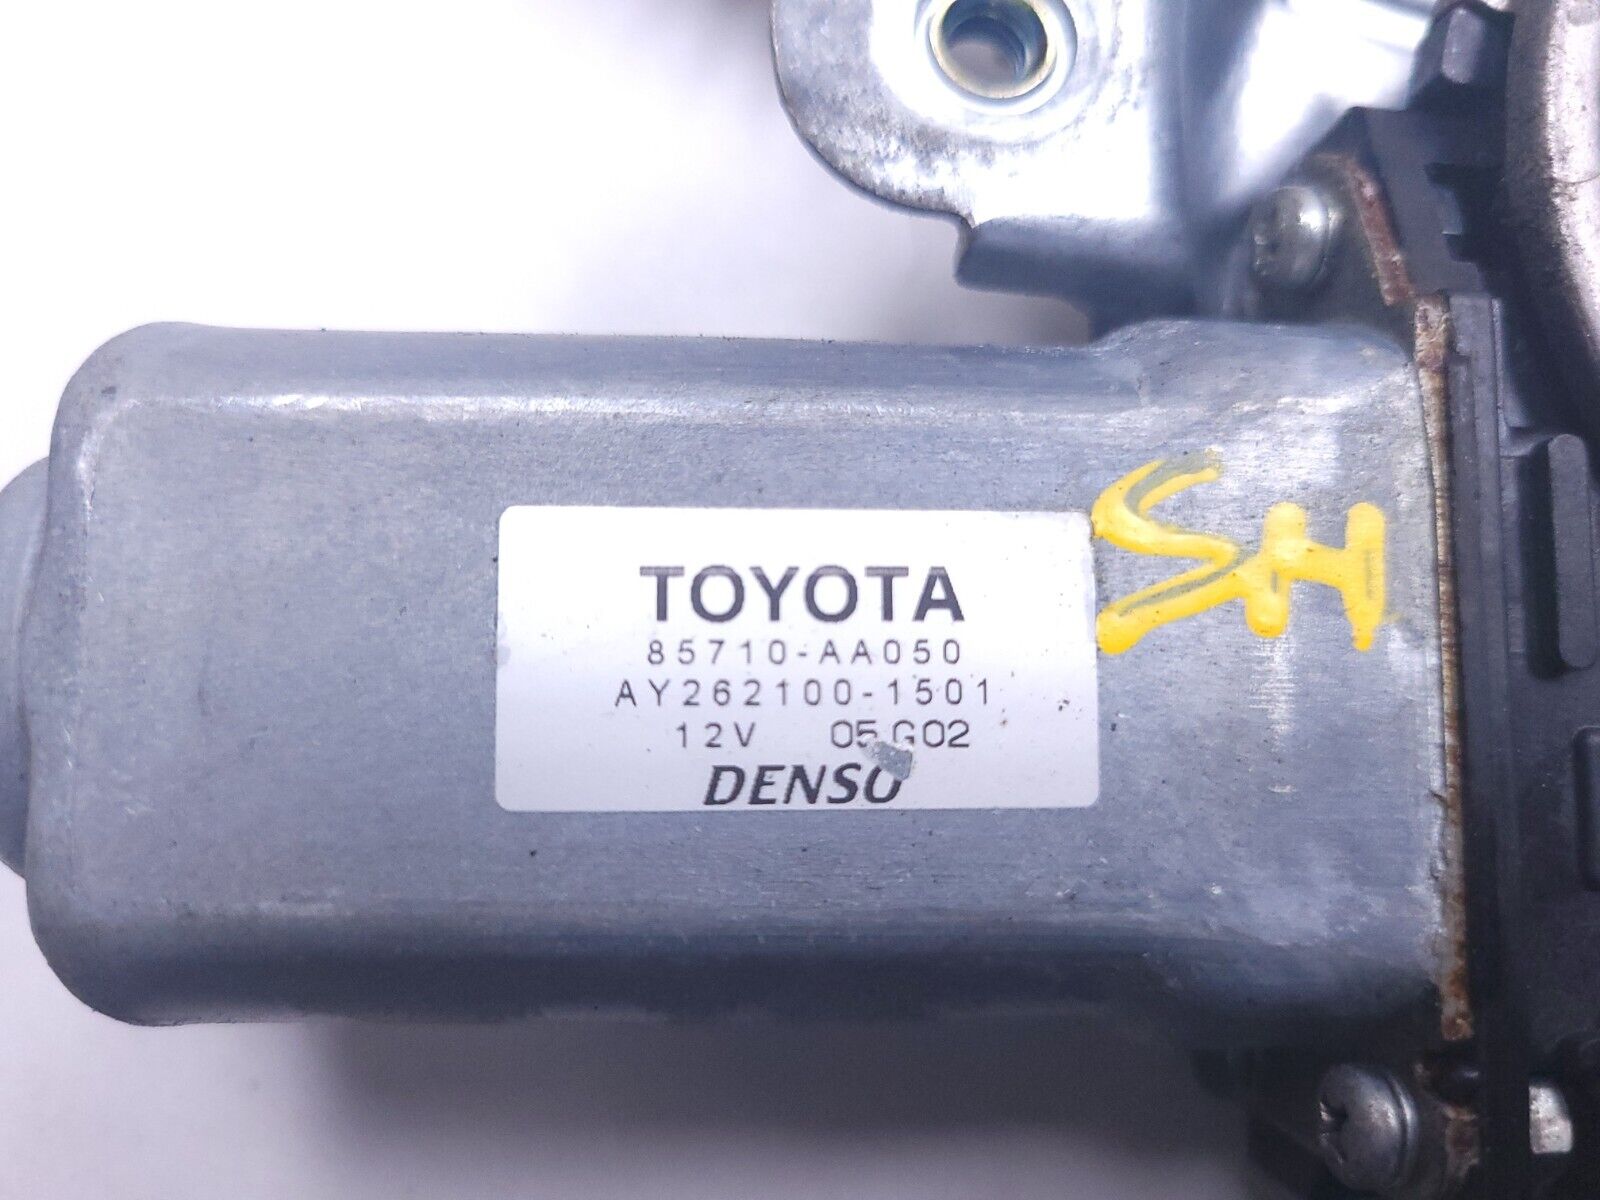 TOYOTA
85710-AA050
AY262100-1501
12V 05G02
DENSO